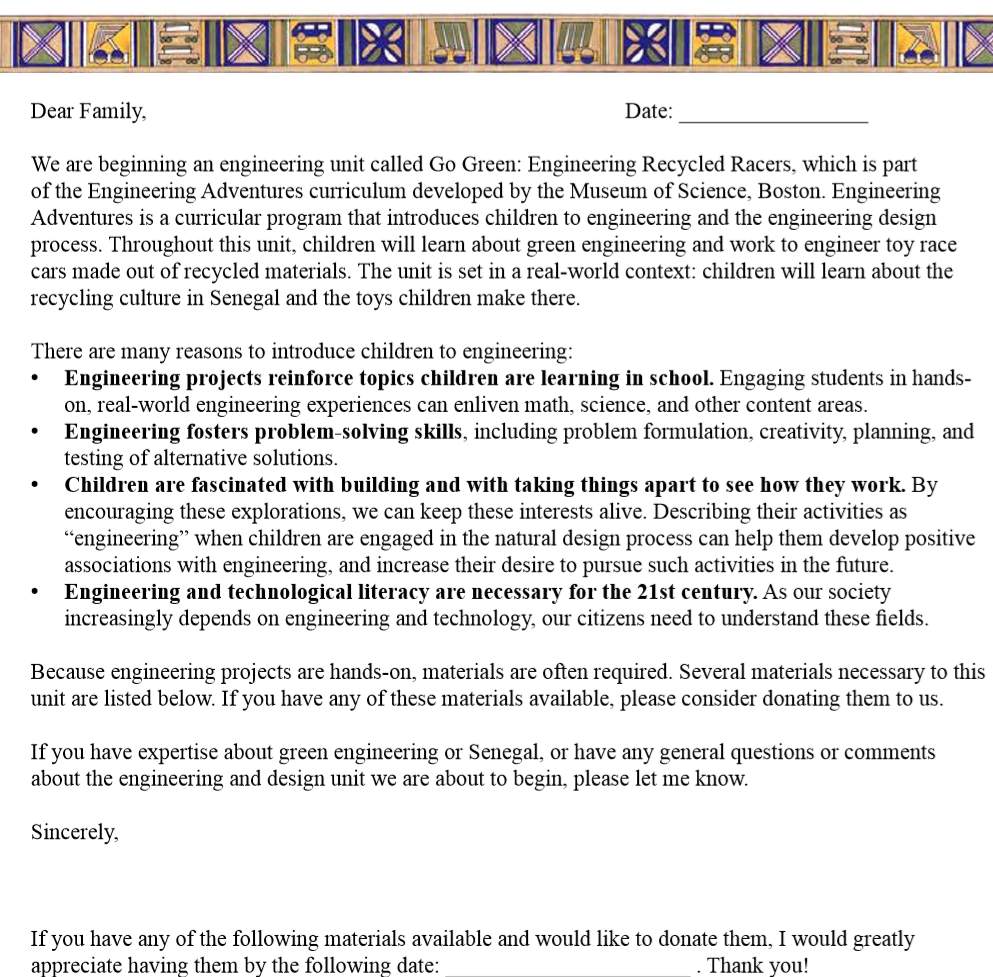 Dear Family,
Date: _________________
We are beginning an engineering unit called Go Green: Engineering Recycled Racers, which is part
of the Engineering Adventures curriculum developed by the Museum of Science, Boston. Engineering
Adventures is a curricular program that introduces children to engineering and the engineering design
process. Throughout this unit, children will learn about green engineering and work to engineer toy race
cars made out of recycled materials. The unit is set in a real-world context: children will learn about the
recycling culture in Senegal and the toys children make there.
There are many reasons to introduce children to engineering:
• Engineering projects reinforce topics children are learning in school. Engaging students in hands-
on, real-world engineering experiences can enliven math, science, and other content areas.
• Engineering fosters problem-solving skills, including problem formulation, creativity, planning, and
testing of alternative solutions.
• Children are fascinated with building and with taking things apart to see how they work. By
encouraging these explorations, we can keep these interests alive. Describing their activities as
“engineering” when children are engaged in the natural design process can help them develop positive
associations with engineering, and increase their desire to pursue such activities in the future.
• Engineering and technological literacy are necessary for the 21st century. As our society
increasingly depends on engineering and technology, our citizens need to understand these fields.
Because engineering projects are hands-on, materials are often required. Several materials necessary to this
unit are listed below. If you have any of these materials available, please consider donating them to us.
If you have expertise about green engineering or Senegal, or have any general questions or comments
about the engineering and design unit we are about to begin, please let me know.
Sincerely,
If you have any of the following materials available and would like to donate them, I would greatly
appreciate having them by the following date: ______________________ . Thank you!